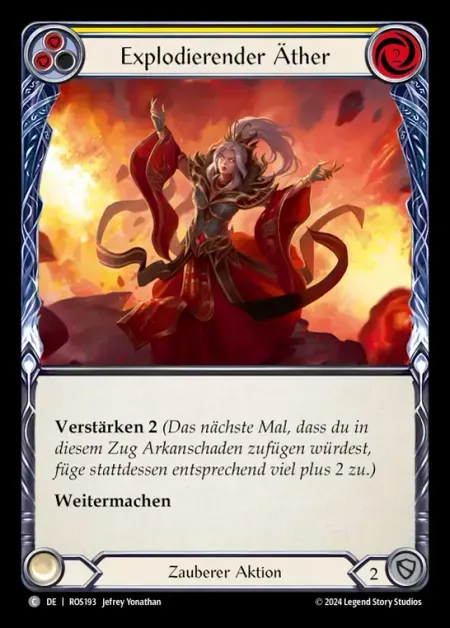 Explodierender Äther
2
Verstärken 2 (Das nächste Mal, dass du in
diesem Zug Arkanschaden zufügen würdest,
füge stattdessen entsprechend viel plus 2 zu.)
Weitermachen
Zauberer Aktion
2
C DE | ROS193 Jefrey Yonathan
© 2024 Legend Story Studios